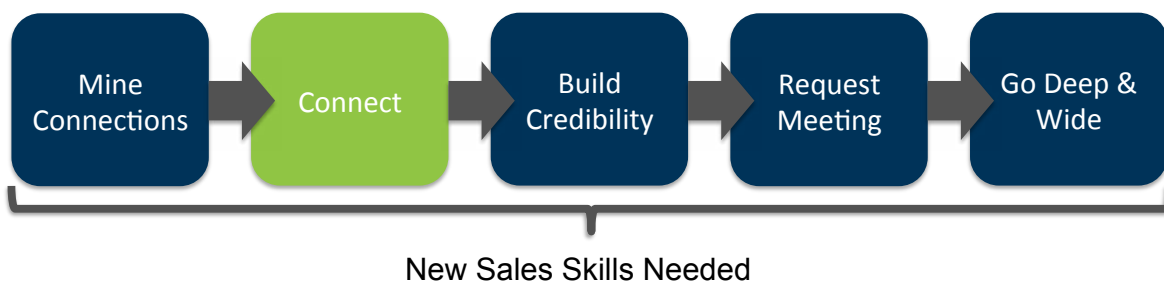 Mine
Connections
Connect
Build
Credibility
Request
Meeting
Go Deep &
Wide
New Sales Skills Needed